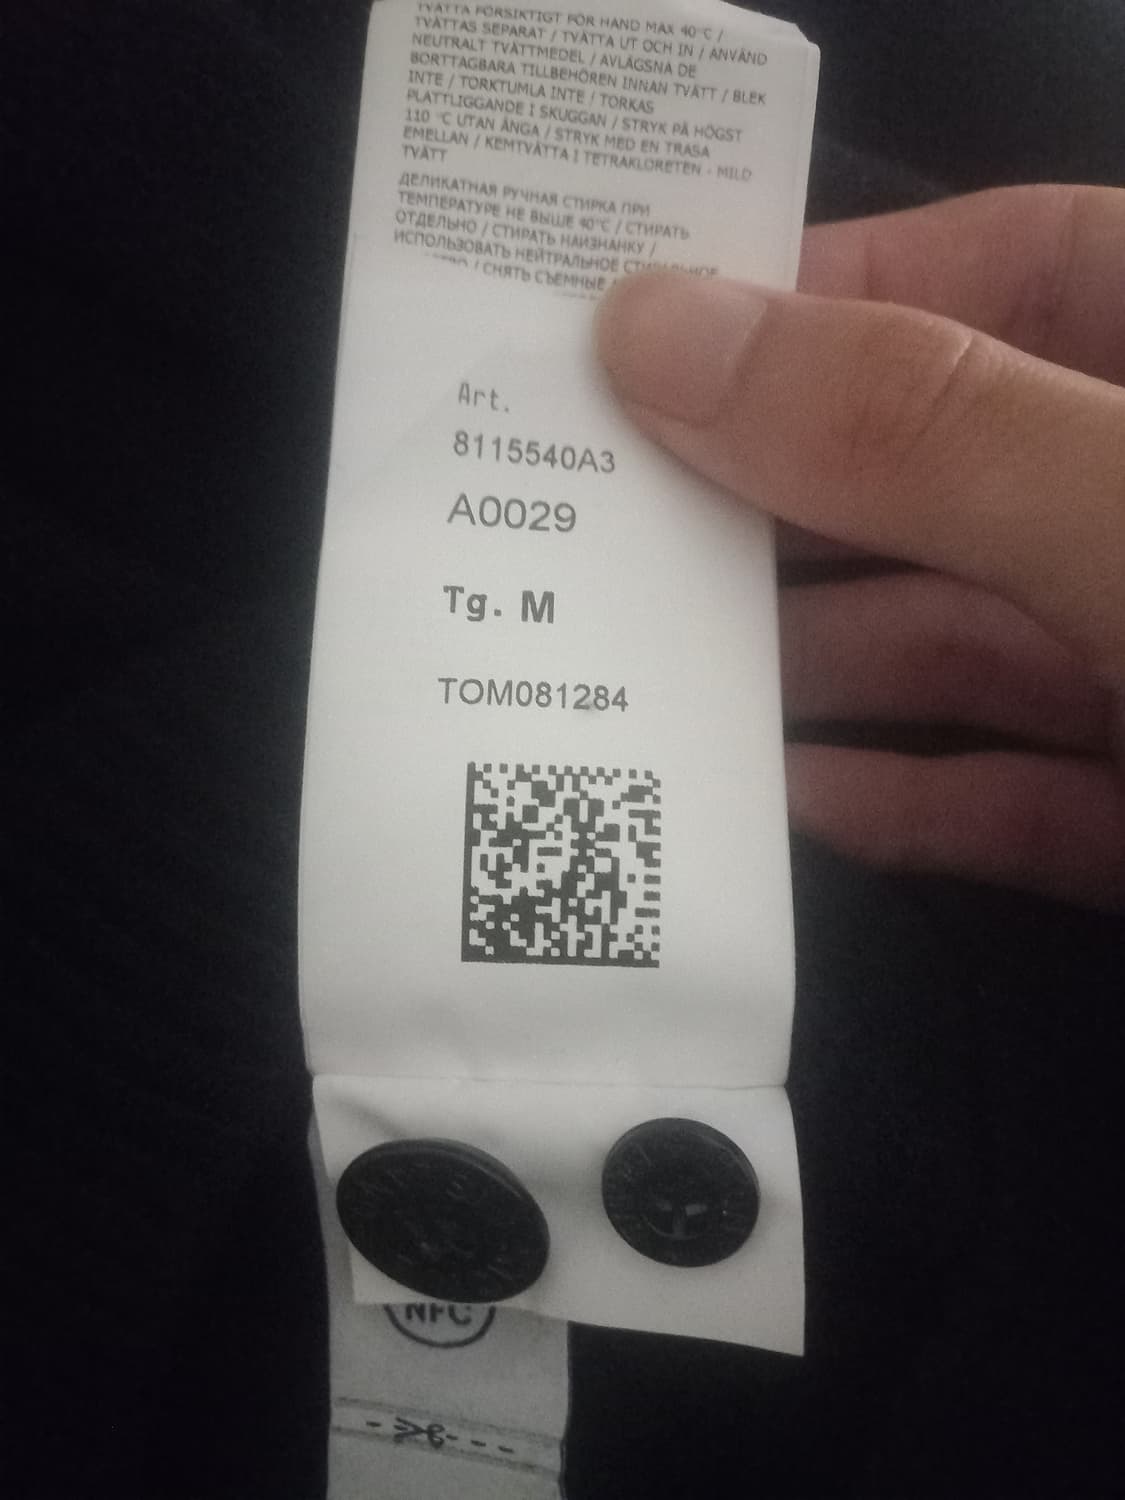 TVÄTTA FÖRSIKTIGT FÖR HAND MAX 40°C /
TVÄTTAS SEPARAT / TVÄTTA UT OCH IN / ANVÄND
NEUTRALT TVÄTTMEDEL / AVLÄGSNA DE
BORTTAGBARA TILLBEHÖREN INNAN TVÄTT / BLEK
INTE / TORKTUMLA INTE / TORKAS
PLATTLIGGANDE I SKUGGAN / STRYK PÅ HÖGST
110 °C UTAN ÅNGA / STRYK MED EN TRASA
EMELLAN / KEMTVÄTTA I TETRAKLORETEN - MILD
TVÄTT
ДЕЛИКАТНАЯ РУЧНАЯ СТИРКА ПРИ
ТЕМПЕРАТУРЕ НЕ ВЫШЕ 40°C / СТИРАТЬ
ОТДЕЛЬНО / СТИРАТЬ НАИЗНАНКУ /
ИСПОЛЬЗОВАТЬ НЕЙТРАЛЬНОЕ
/ СНЯТЬ СЪЕМНЫЕ
Art.
8115540A3
A0029
Tg. M
TOM081284
NFC